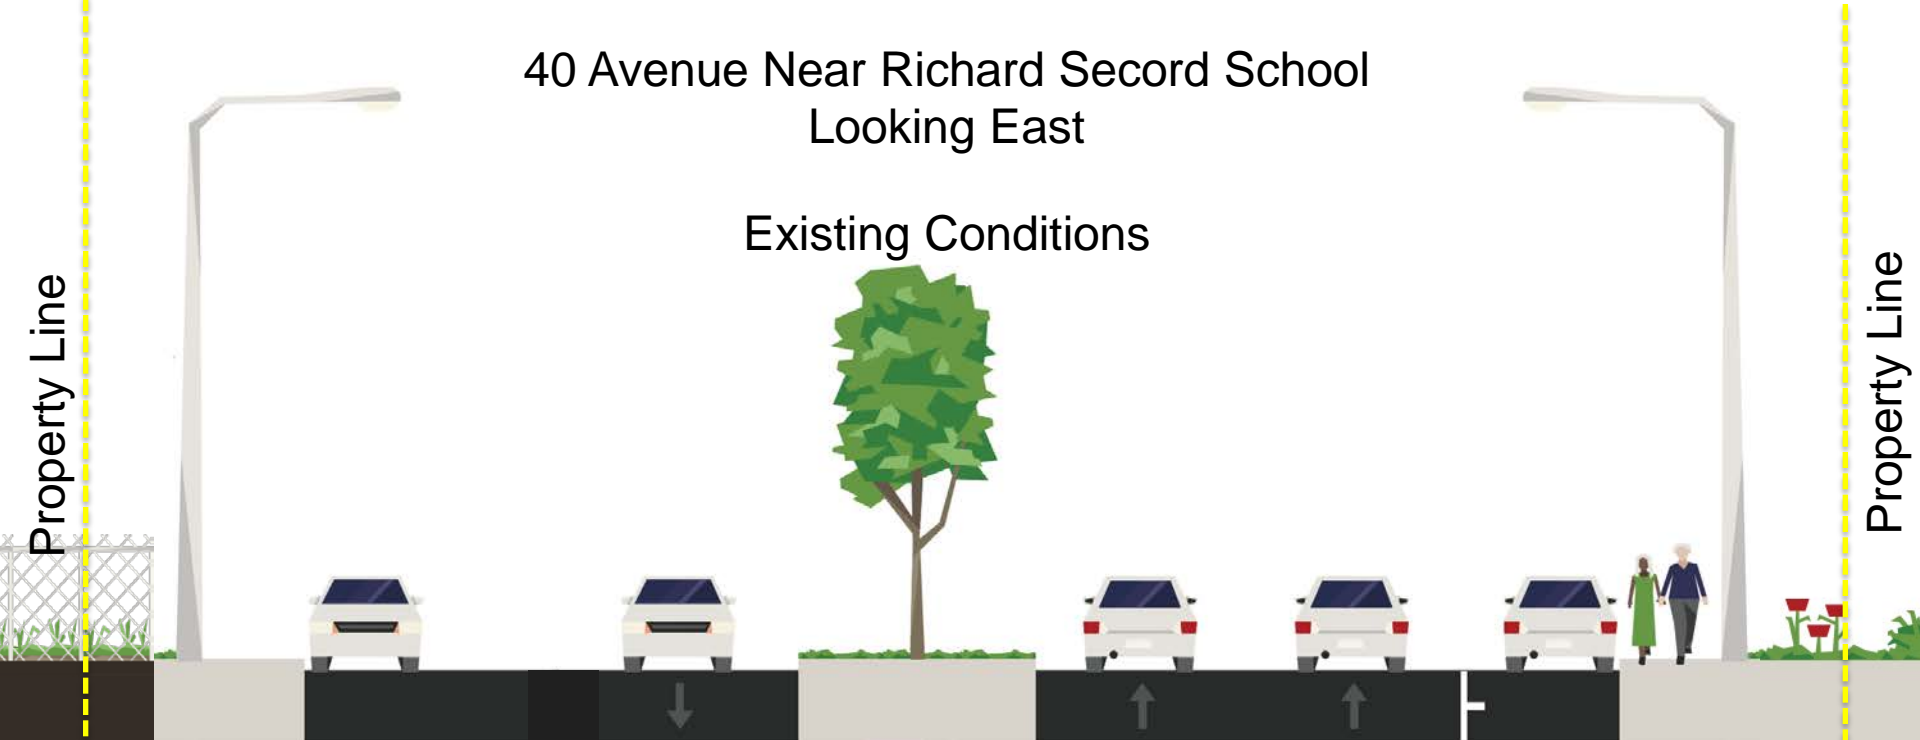 40 Avenue Near Richard Secord School
Looking East
Existing Conditions
Property Line
Property Line